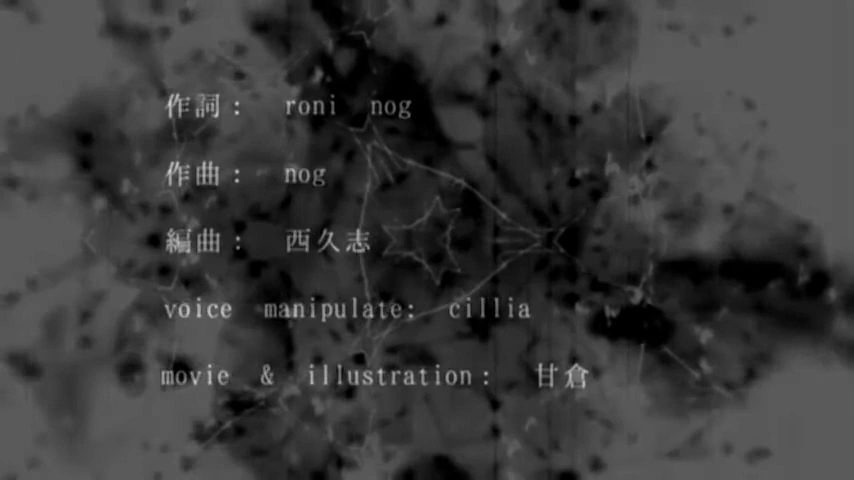 作詞： roni nog
作曲： nog
編曲： 西久志
voice manipulate: cillia
movie & illustration： 甘倉